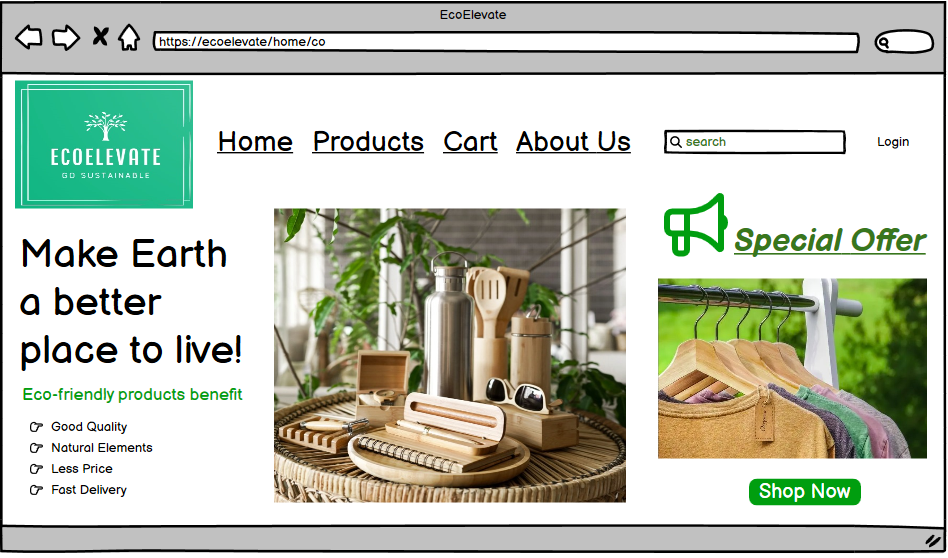 EcoElevate
https://ecoelevate/home/co
ECOELEVATE
GO SUSTAINABLE
Home Products Cart About Us
search
Login
Make Earth
a better
place to live!
Eco-friendly products benefit
Good Quality
Natural Elements
Less Price
Fast Delivery
Special Offer
Shop Now